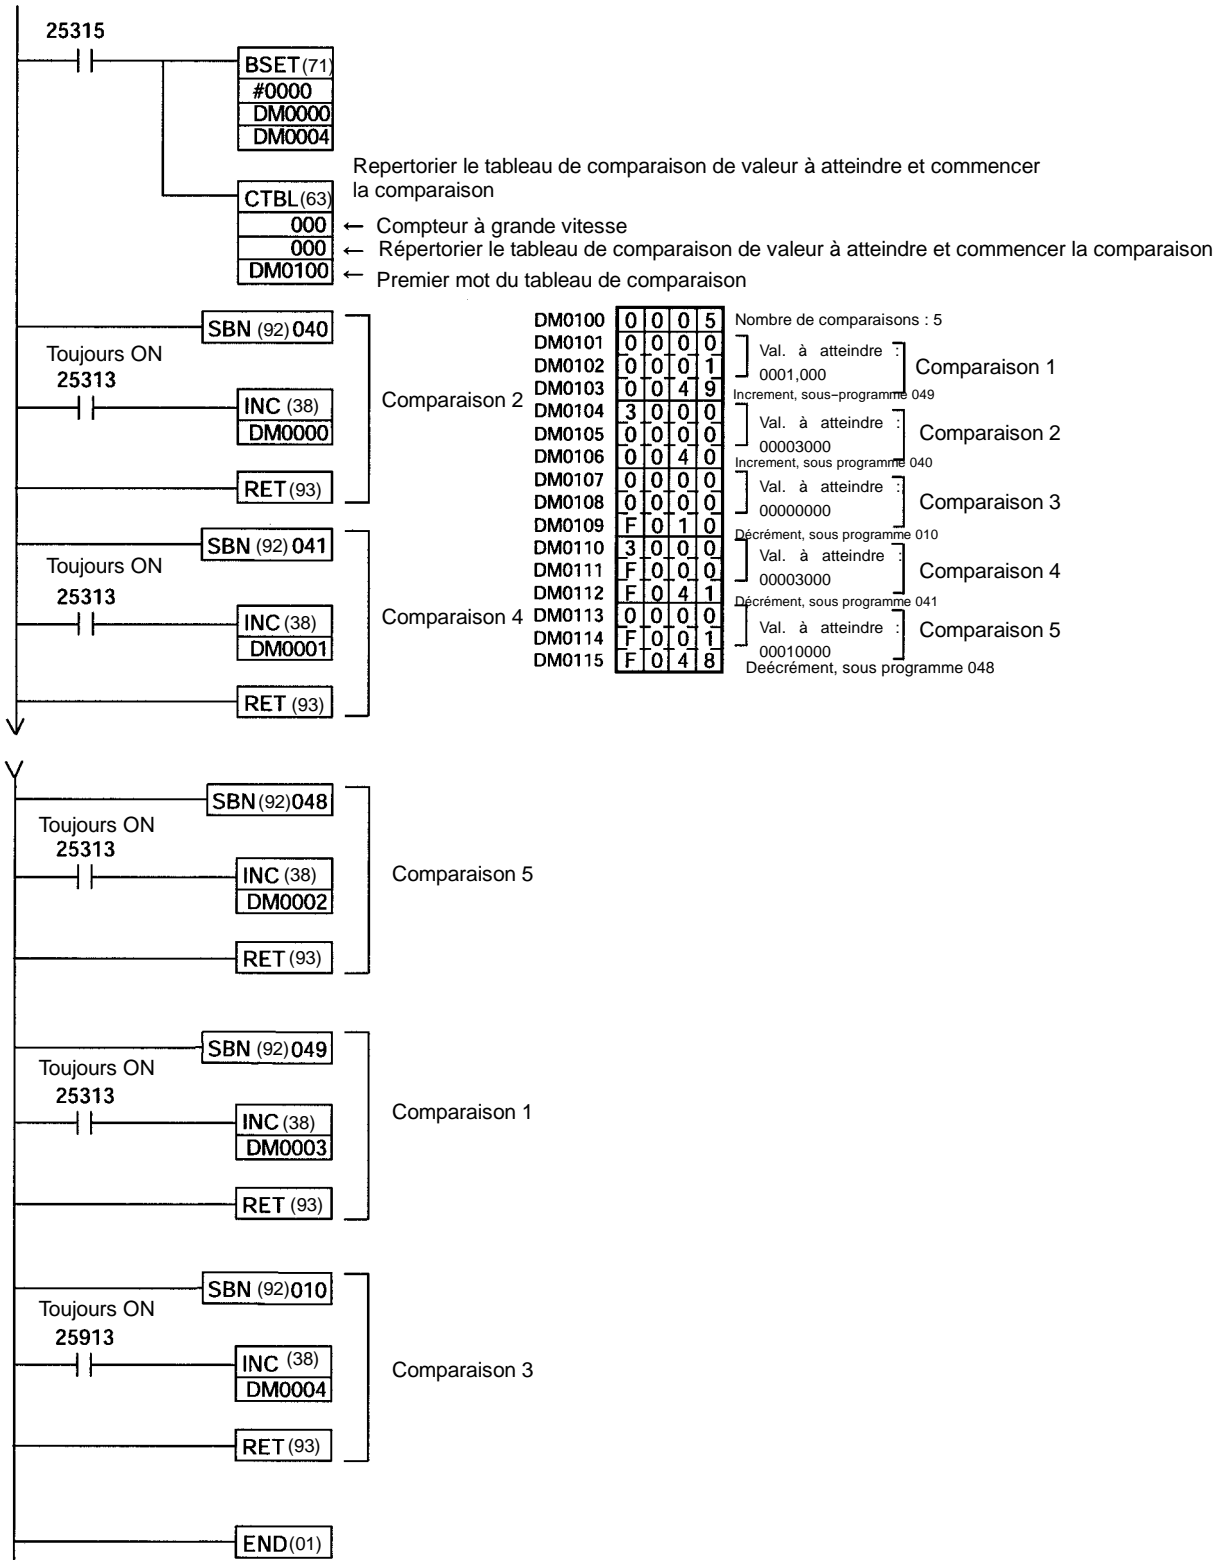 25315
BSET(71)
#0000
DM0000
DM0004
Repertorier le tableau de comparaison de valeur à atteindre et commencer
la comparaison
CTBL(63)
000 ← Compteur à grande vitesse
000 ← Répertorier le tableau de comparaison de valeur à atteindre et commencer la comparaison
DM0100 ← Premier mot du tableau de comparaison
SBN (92) 040
Toujours ON
25313
INC (38)
DM0000
RET (93)
Comparaison 2
SBN (92) 041
Toujours ON
25313
INC (38)
DM0001
RET (93)
Comparaison 4
DM0100 0 0 0 5 Nombre de comparaisons : 5
DM0101 0 0 0 0
DM0102 0 0 0 1
DM0103 0 0 4 9
DM0104 3 0 0 0
DM0105 0 0 0 0
DM0106 0 0 4 0
DM0107 0 0 0 0
DM0108 0 0 0 0
DM0109 F 0 1 0
DM0110 3 0 0 0
DM0111 F 0 0 0
DM0112 F 0 4 1
DM0113 0 0 0 0
DM0114 F 0 0 1
DM0115 F 0 4 8
Val. à atteindre :
0001,000
Comparaison 1
Increment, sous-programme 049
Val. à atteindre :
00003000
Comparaison 2
Increment, sous programme 040
Val. à atteindre :
00000000
Comparaison 3
Décrément, sous programme 010
Val. à atteindre :
00003000
Comparaison 4
Décrément, sous programme 041
Val. à atteindre :
00010000
Comparaison 5
Deécrément, sous programme 048
SBN (92) 048
Toujours ON
25313
INC (38)
DM0002
RET (93)
Comparaison 5
SBN (92) 049
Toujours ON
25313
INC (38)
DM0003
RET (93)
Comparaison 1
SBN (92) 010
Toujours ON
25913
INC (38)
DM0004
RET (93)
Comparaison 3
END(01)